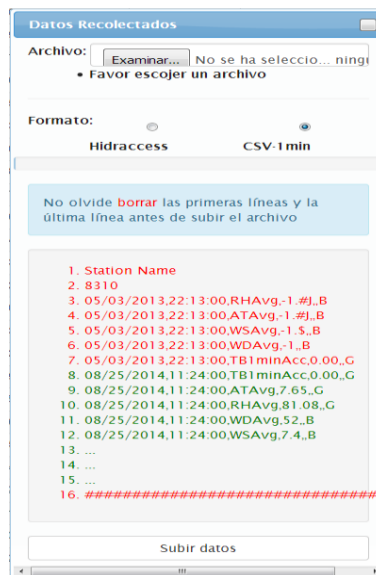 Datos Recolectados
Archivo: Examinar... No se ha seleccio... ning
• Favor escojer un archivo
Formato:
Hidraccess CSV-1min
No olvide borrar las primeras líneas y la
última línea antes de subir el archivo
1. Station Name
2. 8310
3. 05/03/2013,22:13:00,RHAvg,-1.#J,,B
4. 05/03/2013,22:13:00,ATAvg,-1.#J,,B
5. 05/03/2013,22:13:00,WSAvg,-1.$,,B
6. 05/03/2013,22:13:00,WDAvg,-1,,B
7. 05/03/2013,22:13:00,TB1minAcc,0.00,,G
8. 08/25/2014,11:24:00,TB1minAcc,0.00,,G
9. 08/25/2014,11:24:00,ATAvg,7.65,,G
10. 08/25/2014,11:24:00,RHAvg,81.08,,G
11. 08/25/2014,11:24:00,WDAvg,52,,B
12. 08/25/2014,11:24:00,WSAvg,7.4,,B
13. ...
14. ...
15. ...
16. ##################################
Subir datos